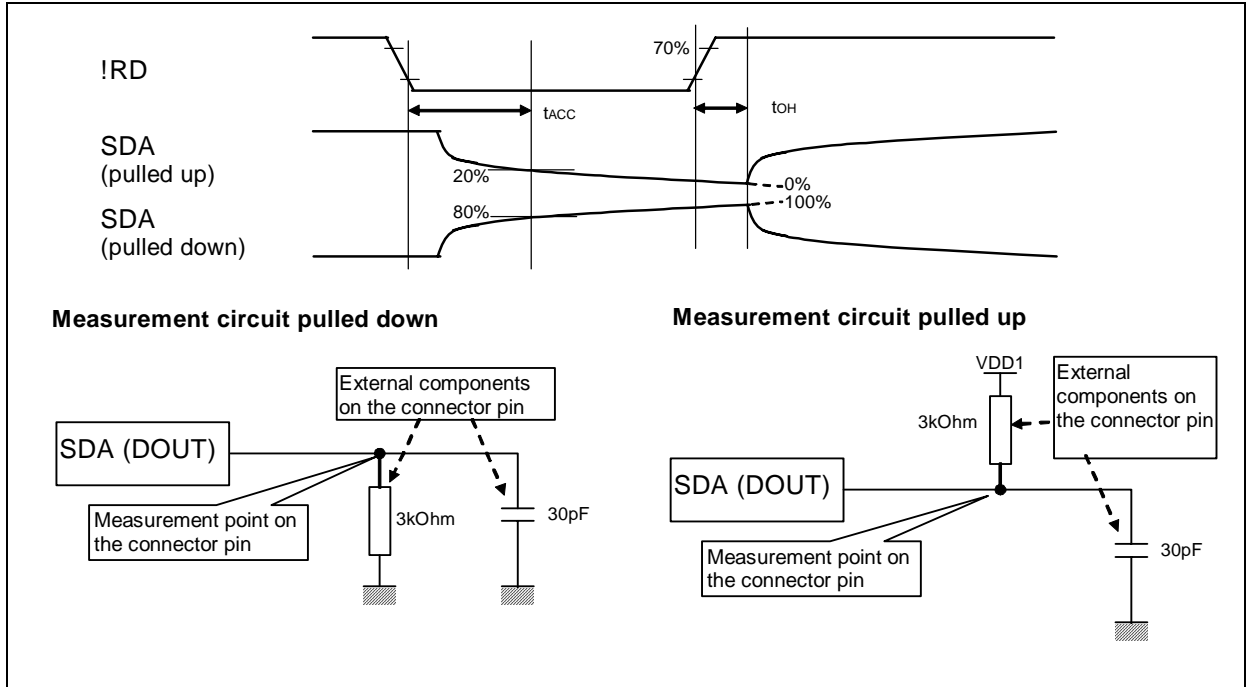 !RD
70%
tACC
tOH
SDA
(pulled up)
20%
0%
100%
SDA
(pulled down)
80%
Measurement circuit pulled down
External components
on the connector pin
SDA (DOUT)
3kOhm
30pF
Measurement point on
the connector pin
Measurement circuit pulled up
VDD1
External
components on
the connector pin
3kOhm
SDA (DOUT)
30pF
Measurement point on
the connector pin